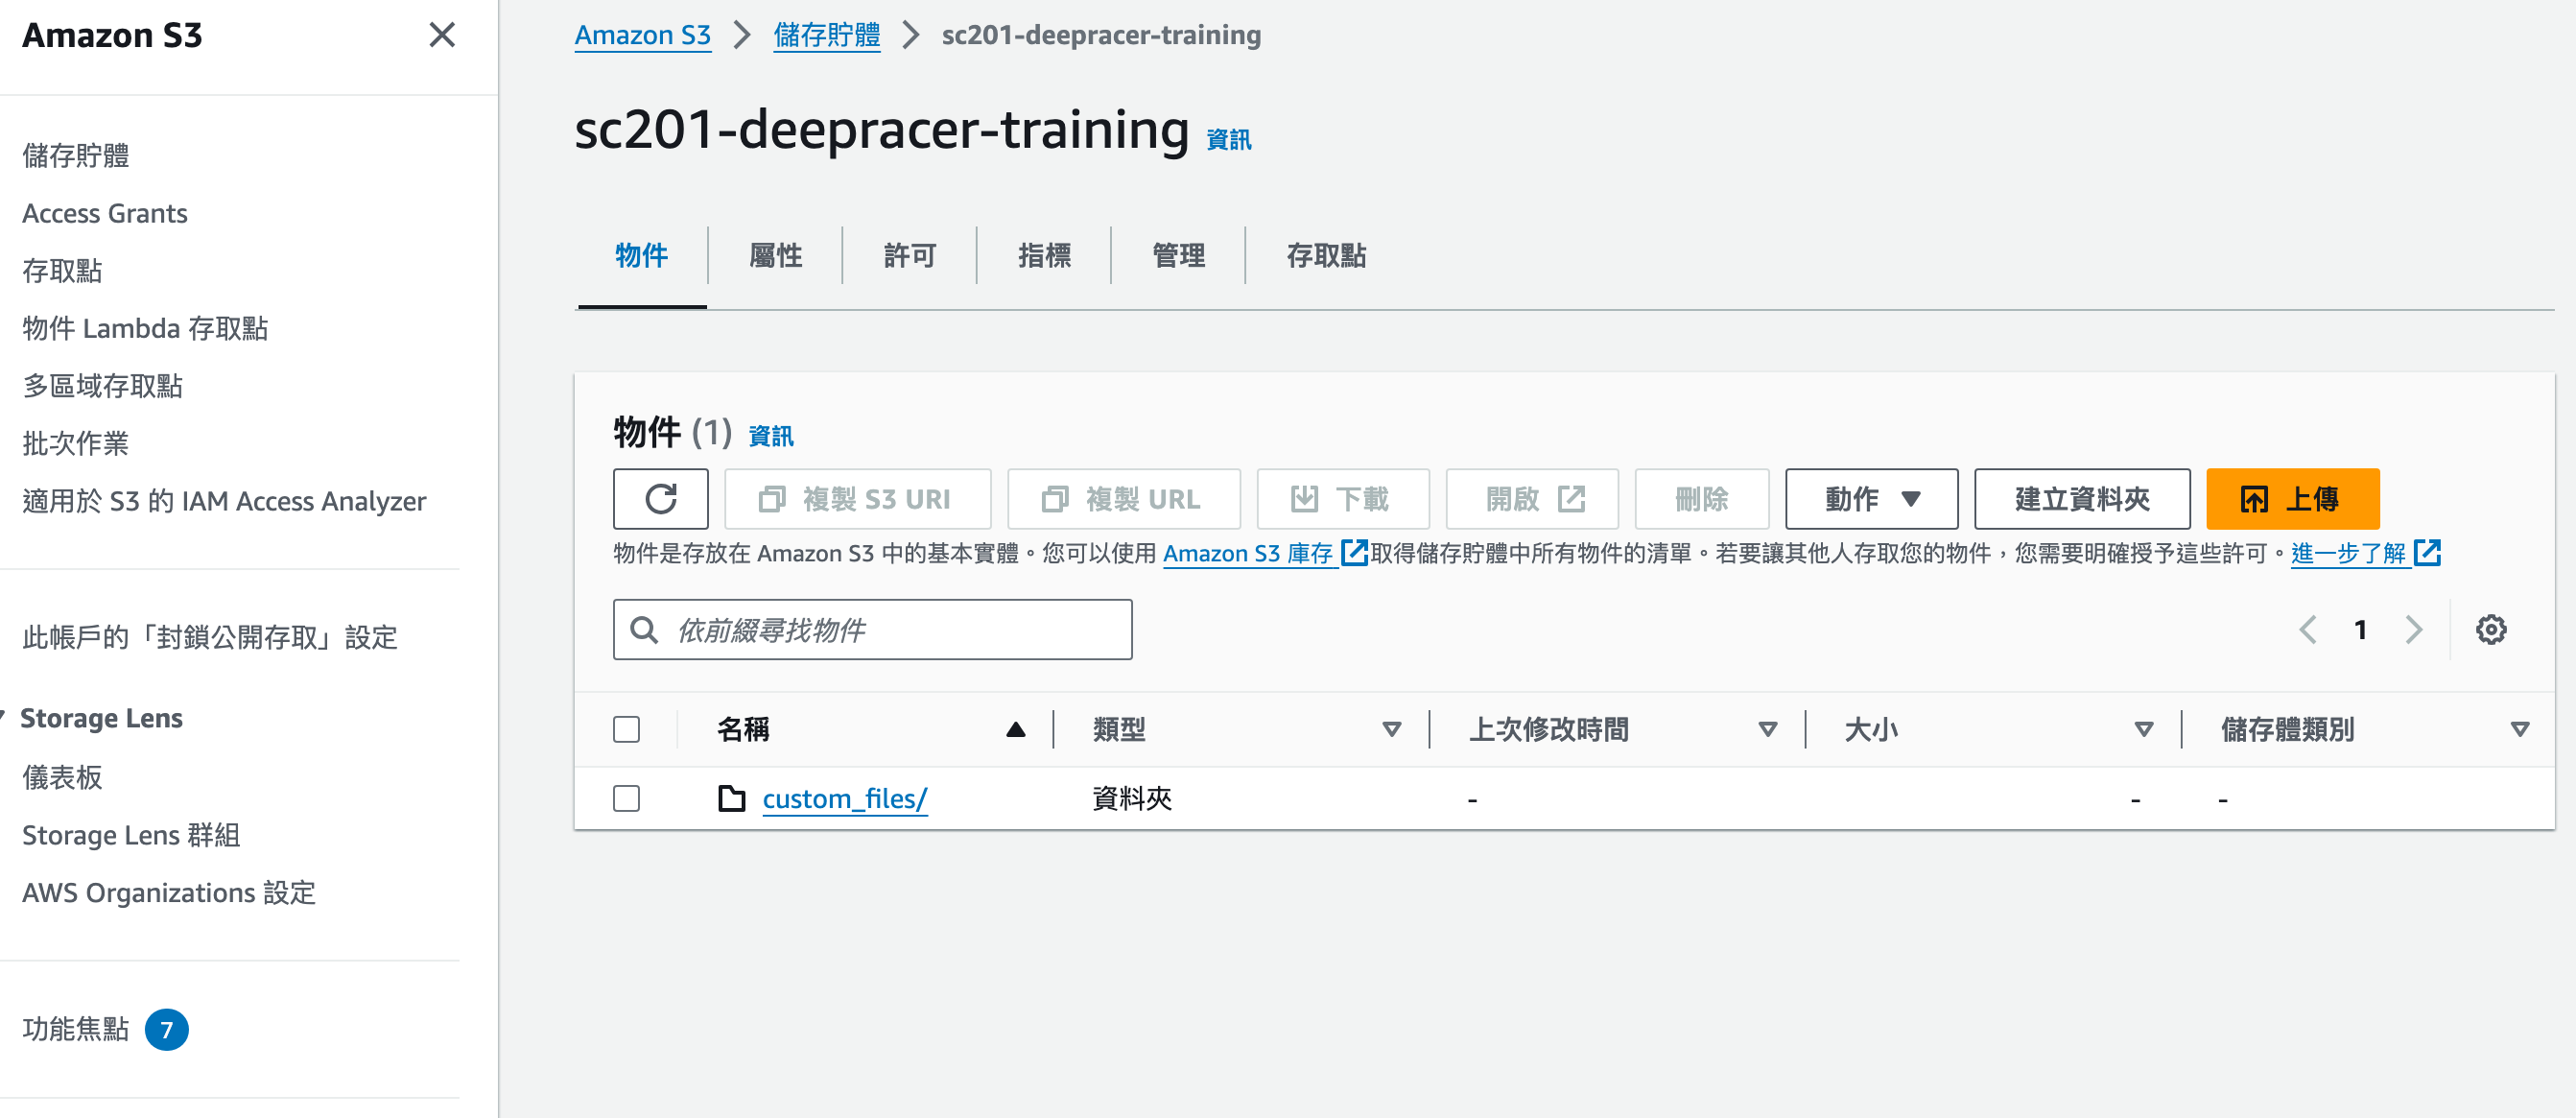 Amazon S3
儲存貯體
Access Grants
存取點
物件 Lambda 存取點
多區域存取點
批次作業
適用於 S3 的 IAM Access Analyzer
此帳戶的「封鎖公開存取」設定
Storage Lens
儀表板
Storage Lens 群組
AWS Organizations 設定
功能焦點 7
Amazon S3 儲存貯體 sc201-deepracer-training
sc201-deepracer-training 資訊
物件 屬性 許可 指標 管理 存取點
物件 (1) 資訊
複製 S3 URI 複製 URL 下載 開啟 刪除 動作 建立資料夾 上傳
物件是存放在 Amazon S3 中的基本實體。您可以使用 Amazon S3 庫存 取得儲存貯體中所有物件的清單。若要讓其他人存取您的物件，您需要明確授予這些許可。進一步了解
依前綴尋找物件 1
名稱 類型 上次修改時間 大小 儲存體類別
custom_files/ 資料夾 - - -